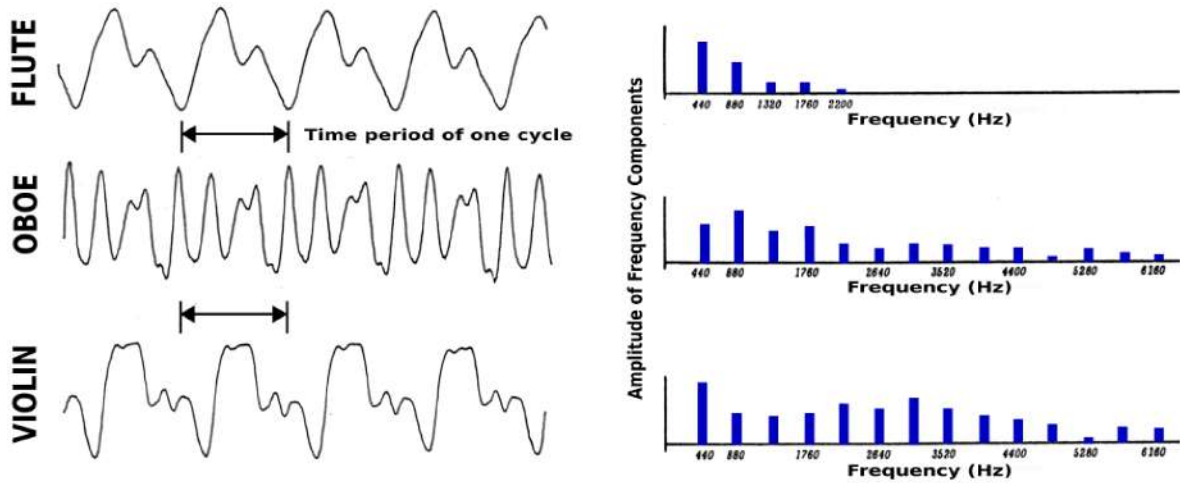 FLUTE
Time period of one cycle
OBOE
VIOLIN
Amplitude of Frequency Components
440 880 1320 1760 2200
Frequency (Hz)
440 880 1760 2640 3520 4400 5280 6160
Frequency (Hz)
440 880 1760 2640 3520 4400 5280 6160
Frequency (Hz)